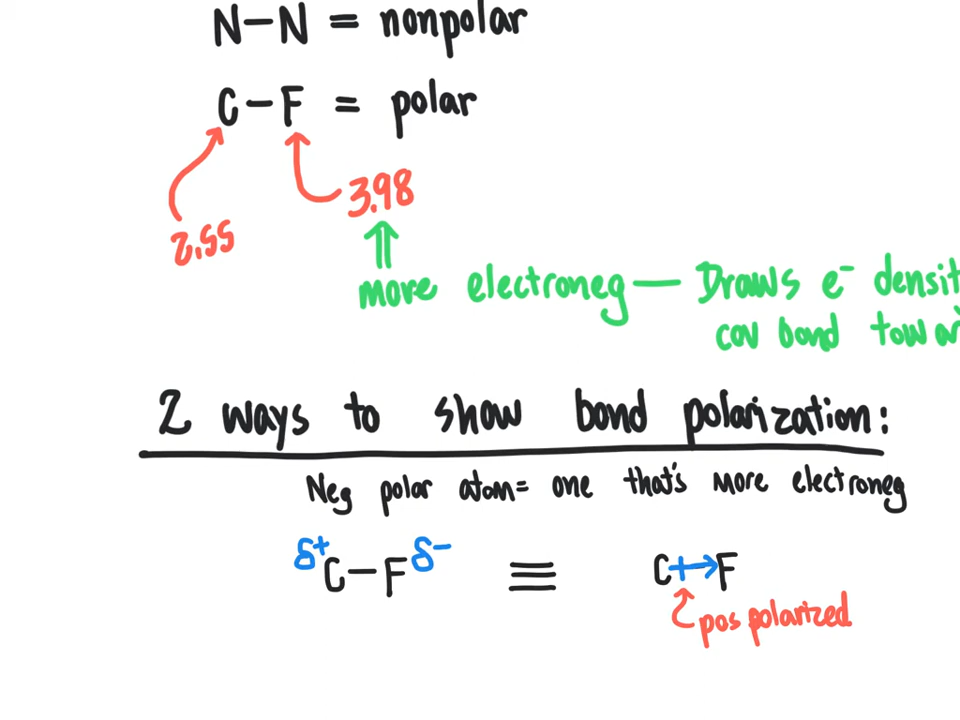 N–N = nonpolar
C–F = polar
3.98
2.55
more electroneg — Draws e⁻ densit
cov bond towar
2 ways to show bond polarization:
Neg polar atom= one that's more electroneg
δ⁺C–Fδ⁻ ≡ C+→F
pos polarized